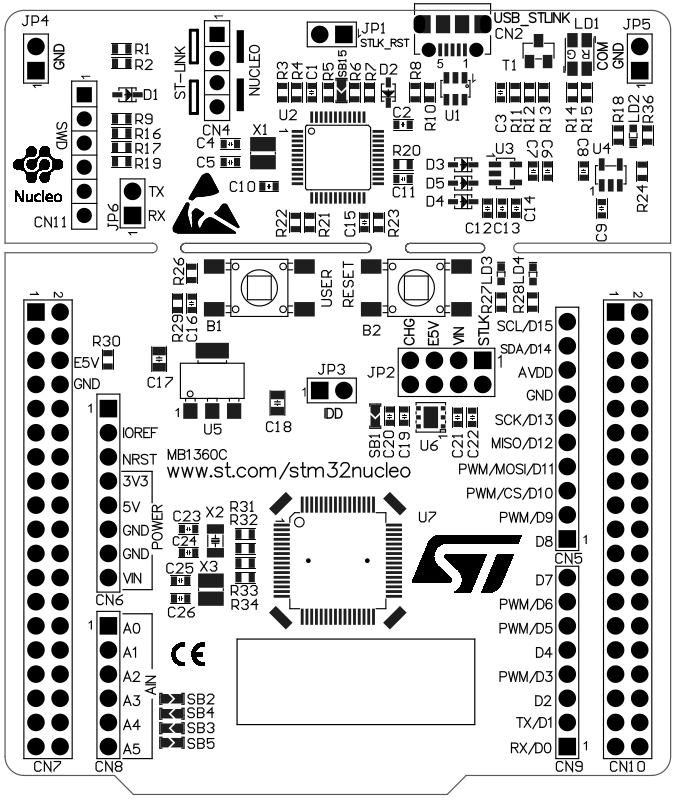 JP4
GND
R1
R2
D1
R9
R16
R17
R19
SWD
CN11
Nucleo
JP6
TX
RX
ST-LINK
NUCLEO
CN4
JP1
STLK_RST
USB_STLINK
CN2
5 1
T1
LD1
G
R
COM
JP5
GND
R3
R4
C1
R5
SB15
R6
R7
D2
R8
R10
U1
C3
R11
R13
R12
R14
R15
R18
LD2
R36
U2
1
C2
X1
C4
C5
C10
R20
C11
D3
D5
D4
U3
C7
C6
C8
U4
R24
C9
C12
C13
C14
R22
R21
C15
R23
R26
R29
C16
B1
USER
RESET
B2
R27
LD3
R28
LD4
1 2
1 2
R30
E5V
GND
C17
U5
C18
JP3
IDD
JP2
CHG
E5V
VIN
STLK
1
SB1
C20
C19
U6
1
C21
C22
SCL/D15
SDA/D14
AVDD
GND
SCK/D13
MISO/D12
PWM/MOSI/D11
PWM/CS/D10
PWM/D9
D8
1
CN5
1
IOREF
NRST
3V3
5V
GND
GND
VIN
POWER
CN6
MB1360C
www.st.com/stm32nucleo
C23
X2
C24
C25
X3
C26
R31
R32
R33
R34
1
U7
ST
D7
PWM/D6
PWM/D5
D4
PWM/D3
D2
TX/D1
RX/D0
1
CN9
1
A0
A1
A2
A3
A4
A5
AIN
CE
SB2
SB4
SB3
SB5
CN7
CN8
CN10